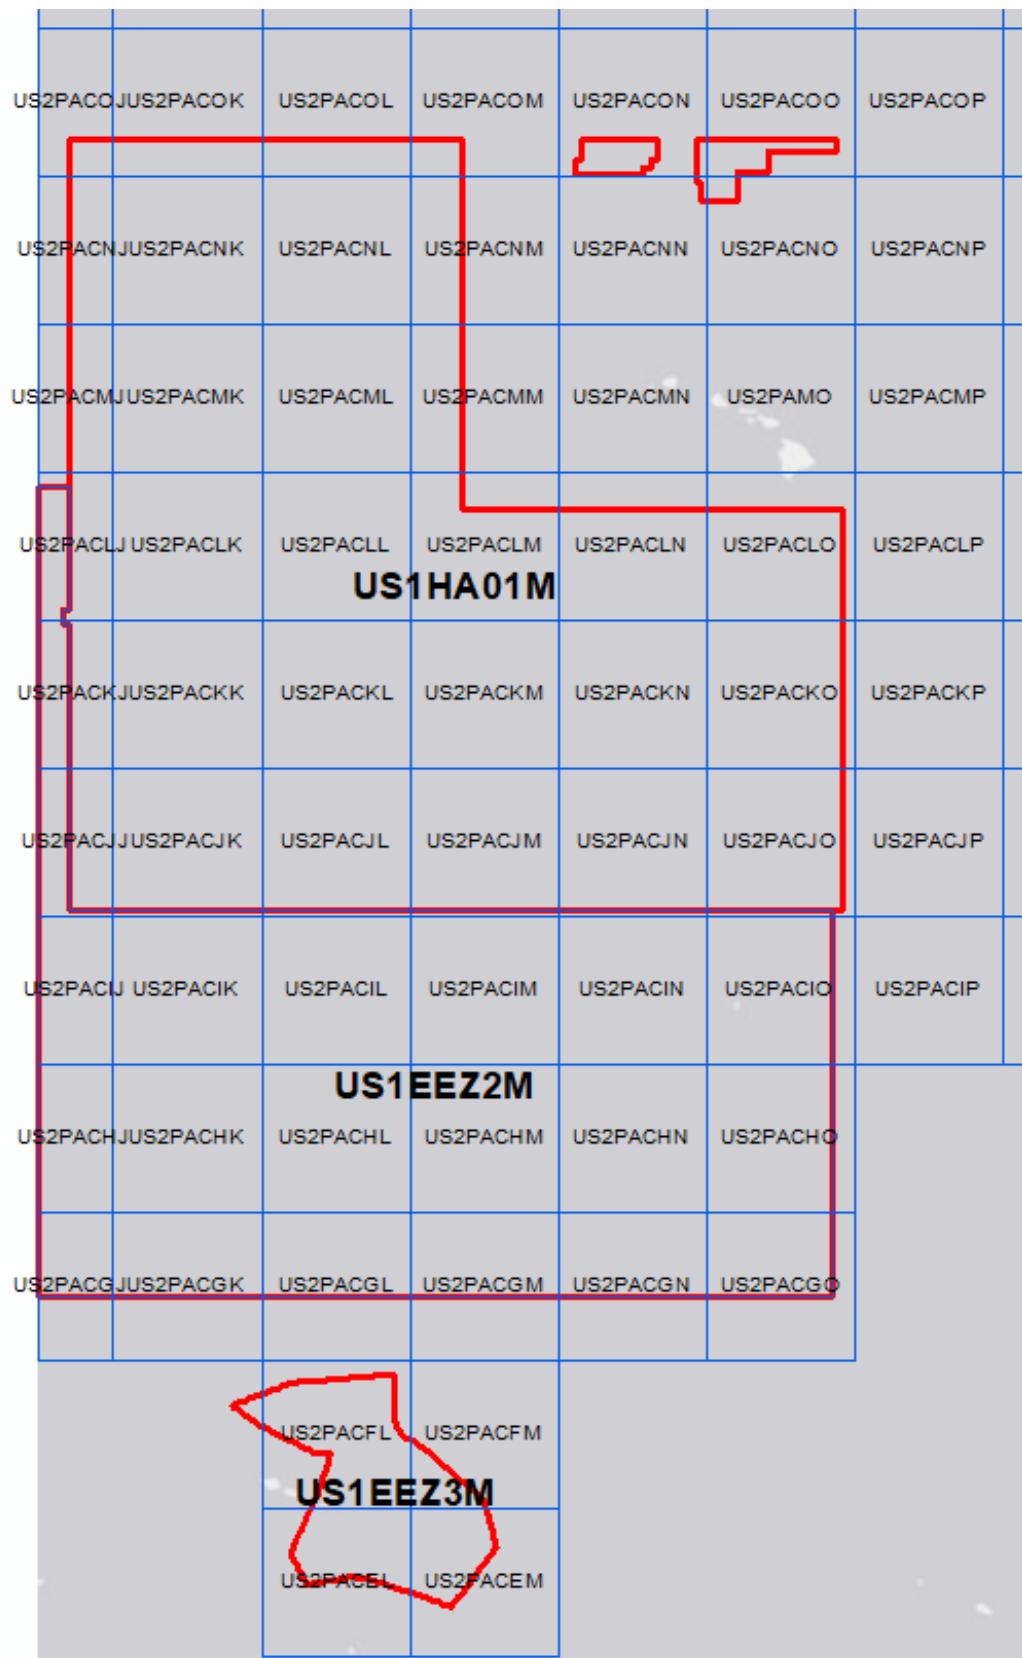 US2PACOJ US2PACOK US2PACOL US2PACOM US2PACON US2PACOO US2PACOP
US2PACNJ US2PACNK US2PACNL US2PACNM US2PACNN US2PACNO US2PACNP
US2PACMJ US2PACMK US2PACML US2PACMM US2PACMN US2PAMO US2PACMP
US2PACLJ US2PACLK US2PACLL US2PACLM US2PACLN US2PACLO US2PACLP
US1HA01M
US2PACKJ US2PACKK US2PACKL US2PACKM US2PACKN US2PACKO US2PACKP
US2PACJJ US2PACJK US2PACJL US2PACJM US2PACJN US2PACJO US2PACJP
US2PACIJ US2PACIK US2PACIL US2PACIM US2PACIN US2PACIO US2PACIP
US1EEZ2M
US2PACHJ US2PACHK US2PACHL US2PACHM US2PACHN US2PACHO
US2PACGJ US2PACGK US2PACGL US2PACGM US2PACGN US2PACGO
US2PACFL US2PACFM
US1EEZ3M
US2PACEL US2PACEM